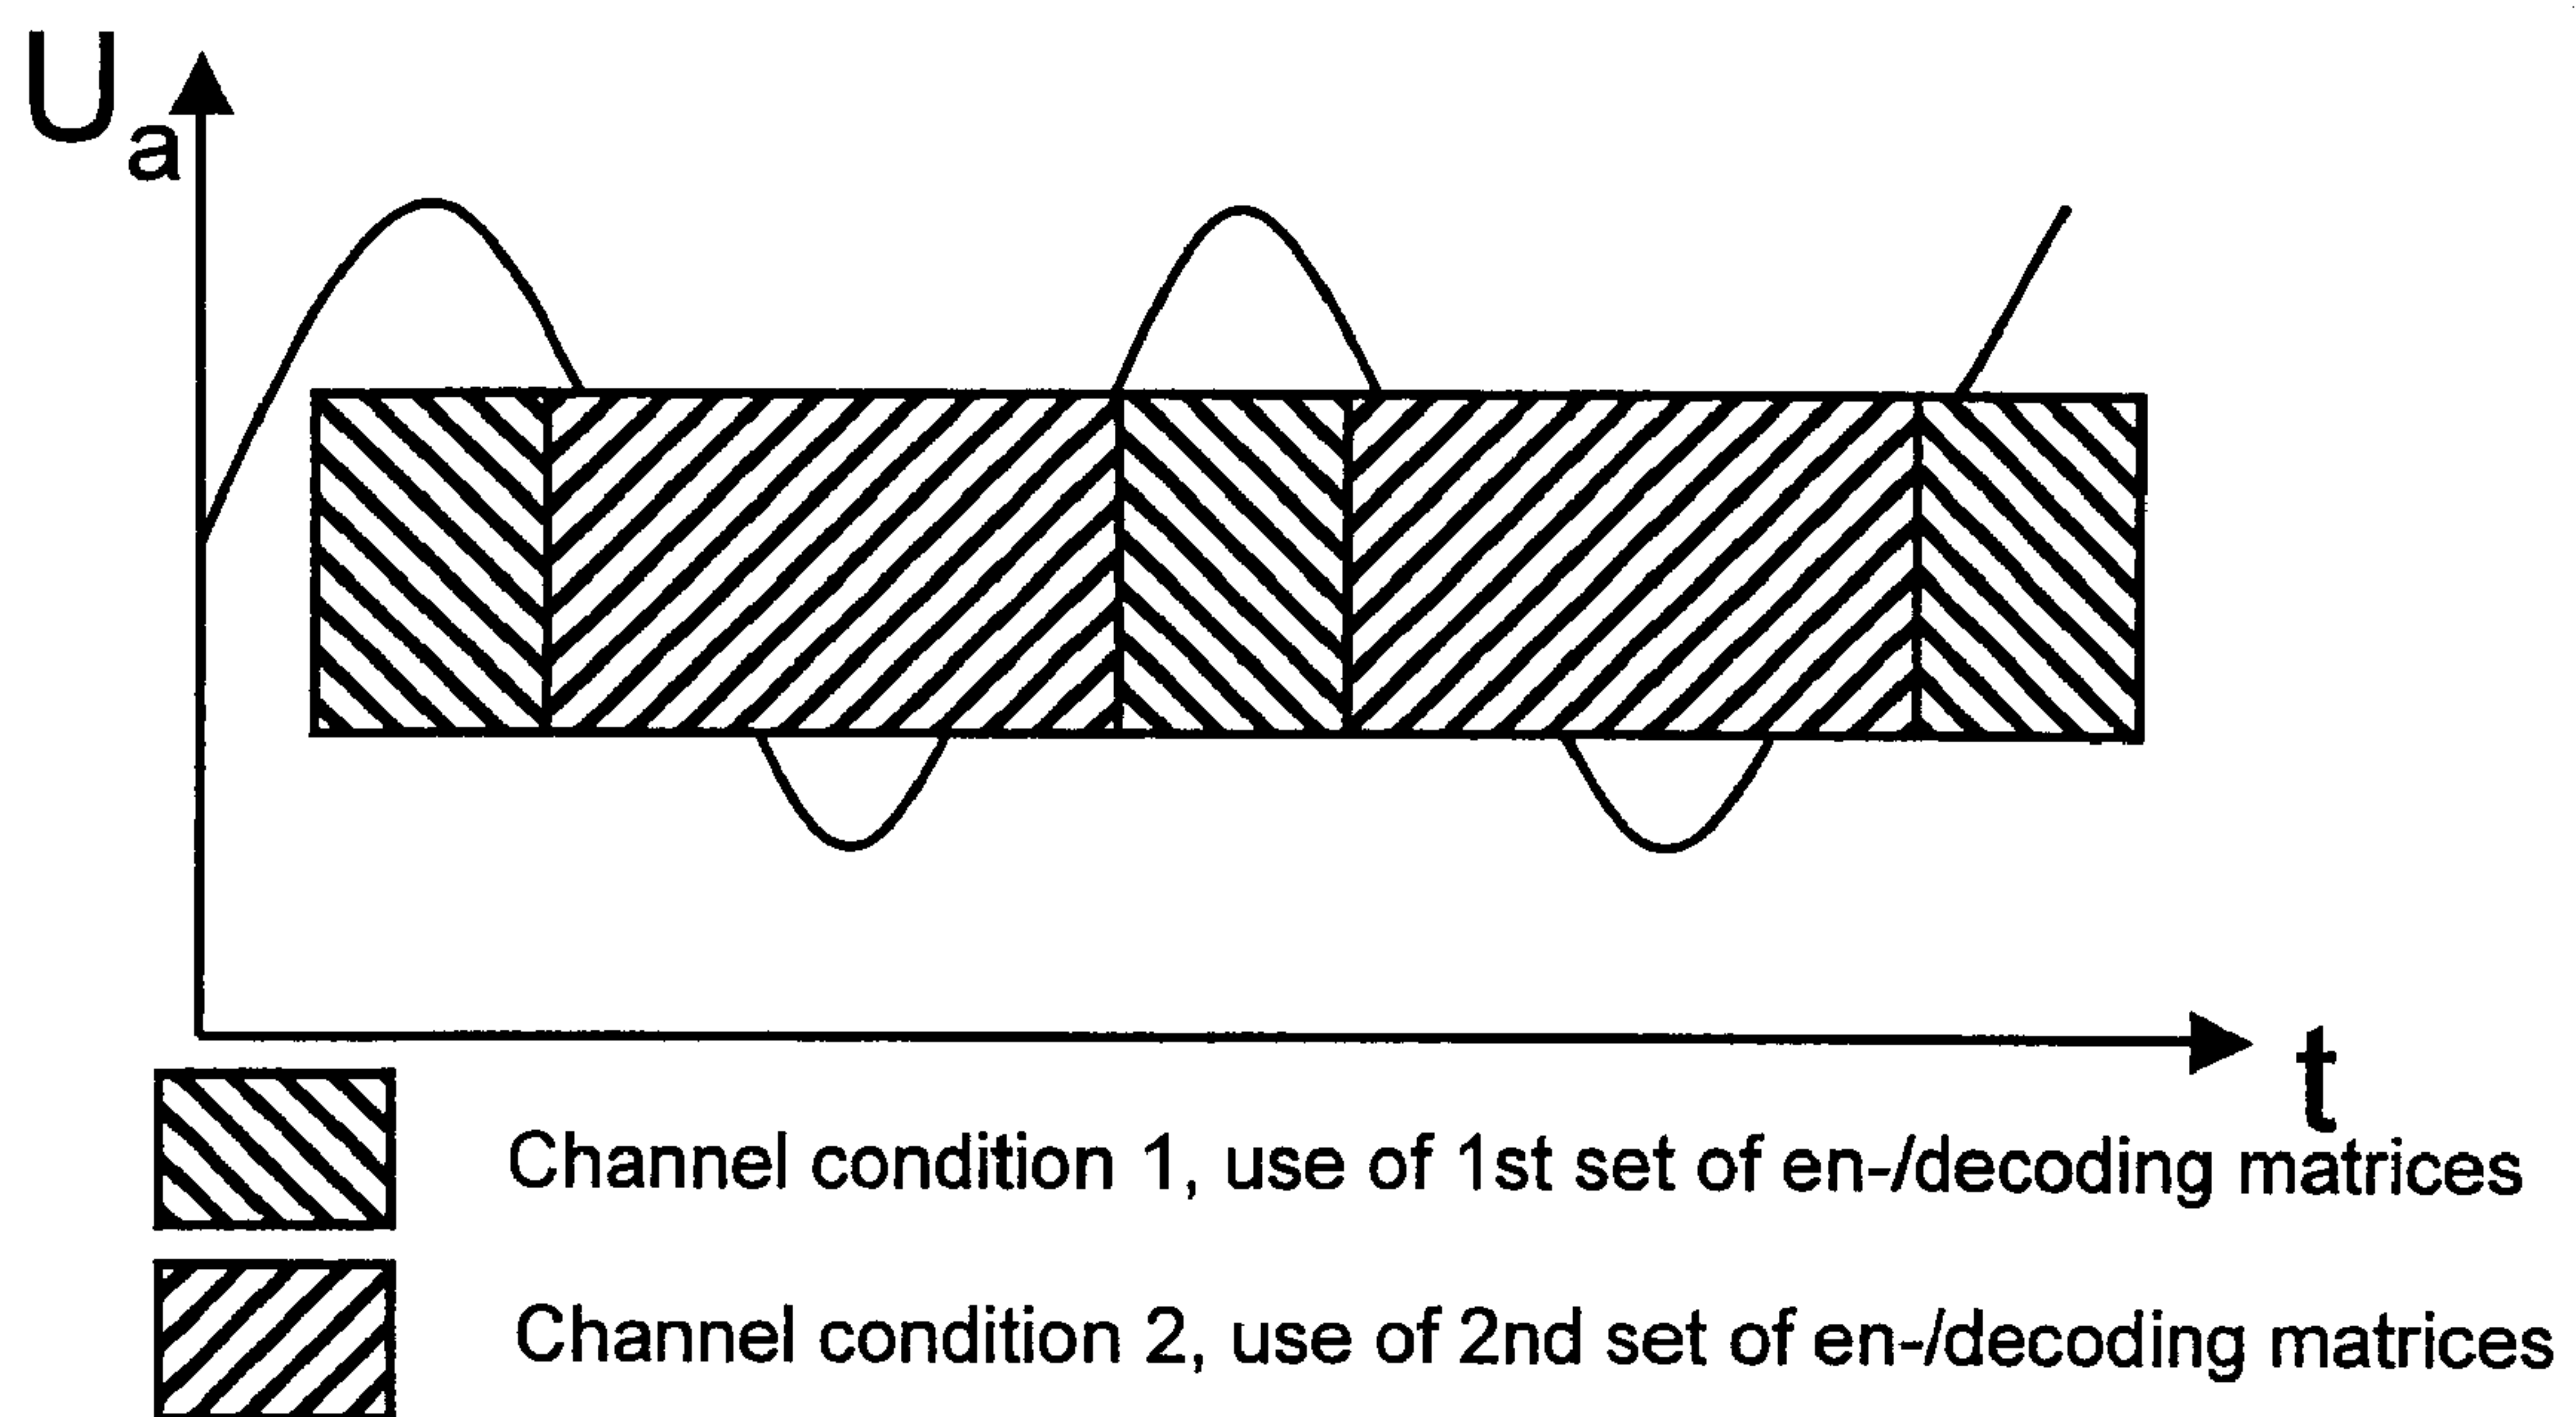 Ua
t
Channel condition 1, use of 1st set of en-/decoding matrices
Channel condition 2, use of 2nd set of en-/decoding matrices